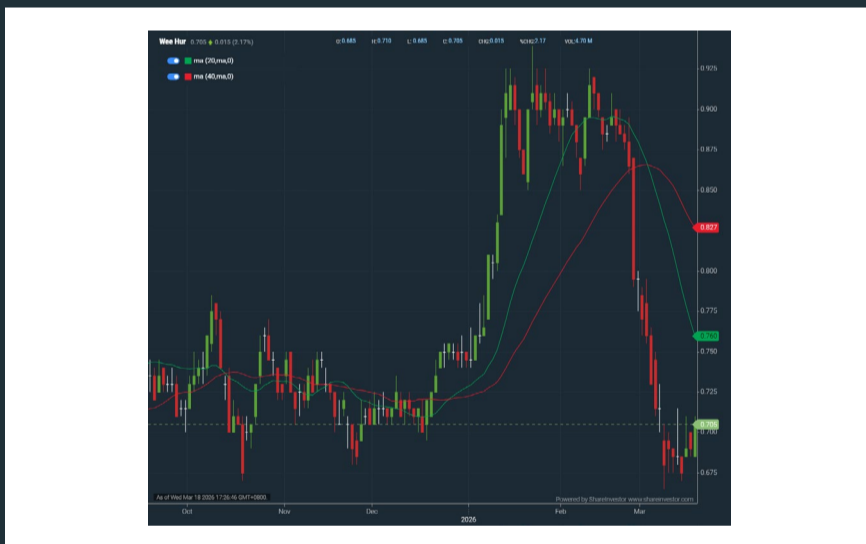 Wee Hur 0.705 0.015 (2.17%) O:0.685 H:0.710 L:0.685 C:0.705 CHG:0.015 %CHG:2.17 VOL:4.70 M
ma (20,ma,0)
ma (40,ma,0)
0.925
0.900
0.875
0.850
0.827
0.800
0.775
0.760
0.750
0.725
0.705
0.700
0.675
As of Wed Mar 18 2026 17:26:46 GMT+0800.
Powered by ShareInvestor www.shareinvestor.com
Oct Nov Dec 2026 Feb Mar